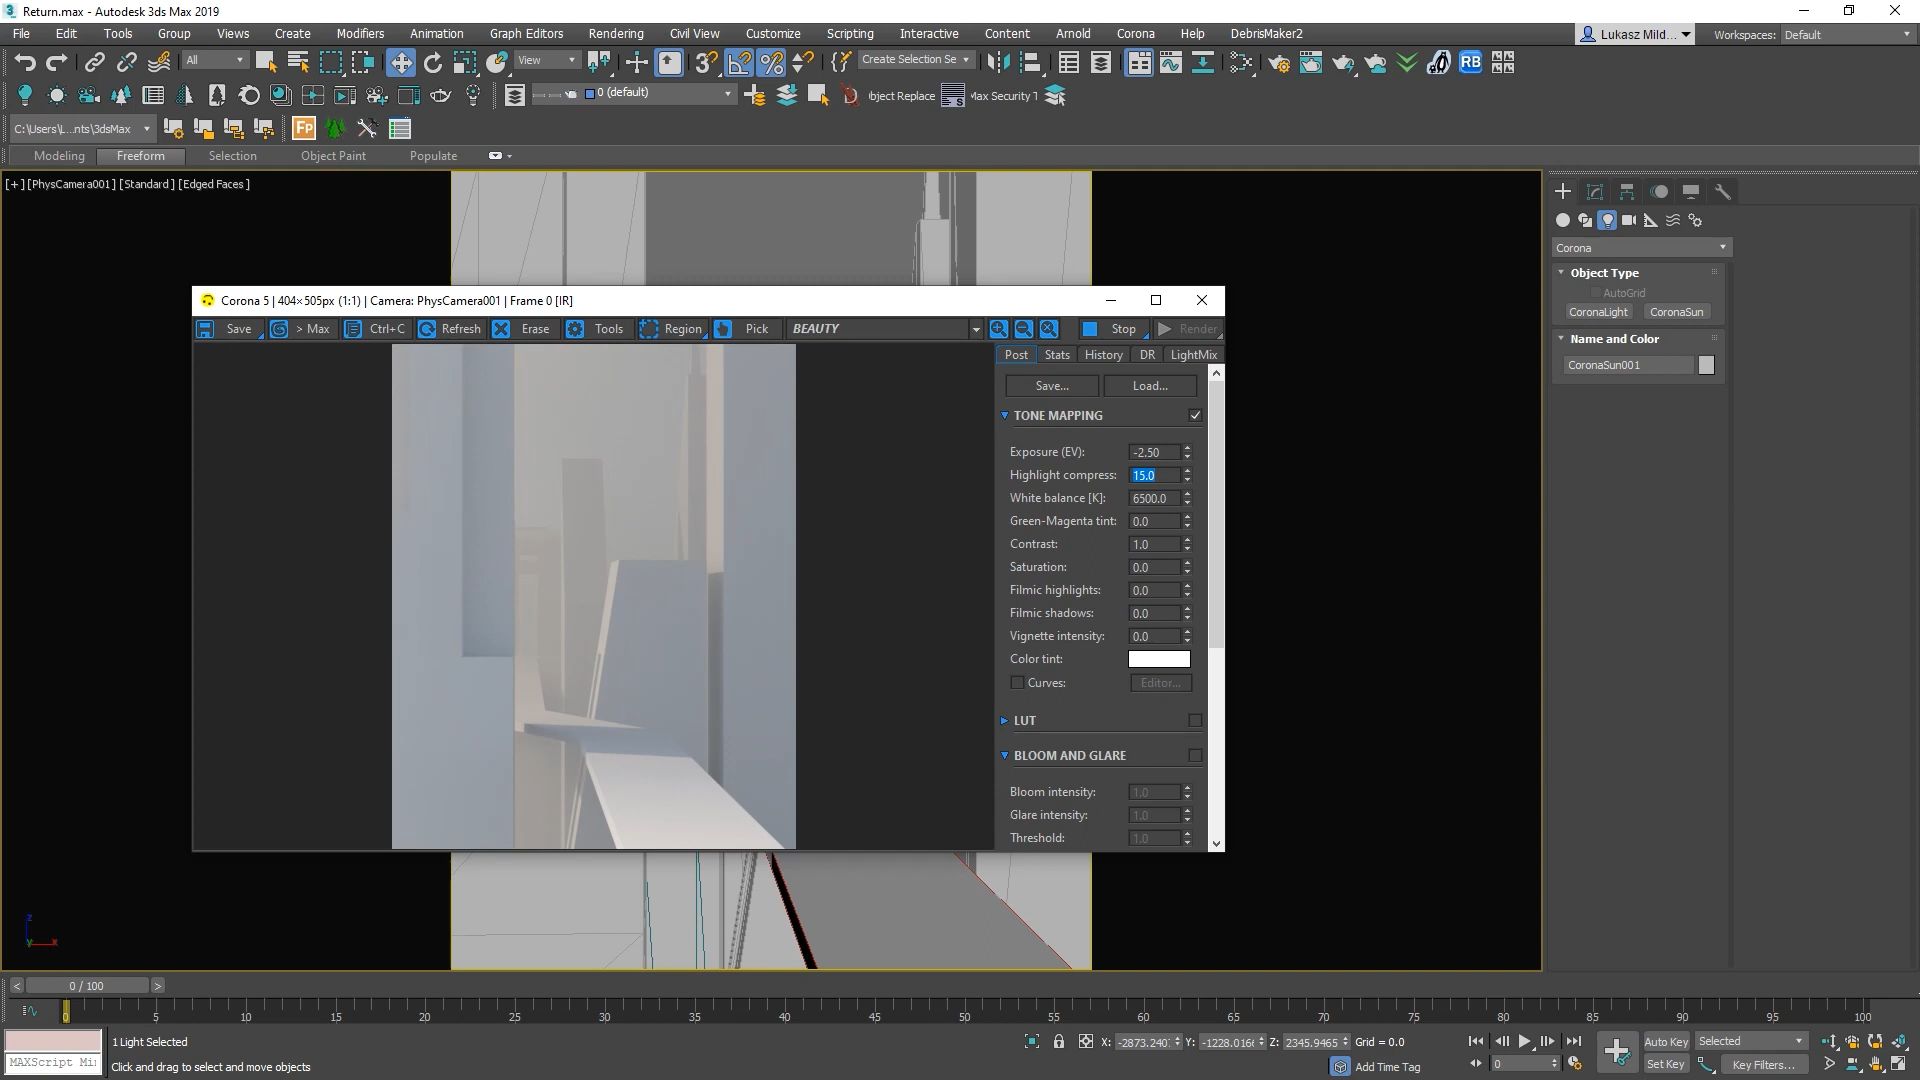 Return.max - Autodesk 3ds Max 2019
File Edit Tools Group Views Create Modifiers Animation Graph Editors Rendering Civil View Customize Scripting Interactive Content Arnold Corona Help DebrisMaker2
Lukasz Mild... Workspaces: Default
All View Create Selection Se RB
0 (default) bject Replace
C:\Users\L...nts\3dsMax Fp
Modeling Freeform Selection Object Paint Populate
[+] [PhysCamera001] [Standard] [Edged Faces]
Corona
Object Type
AutoGrid
CoronaLight CoronaSun
Name and Color
CoronaSun001
Corona 5 | 404×505px (1:1) | Camera: PhysCamera001 | Frame 0 [IR]
Save > Max Ctrl+C Refresh Erase Tools Region Pick BEAUTY Stop Render
Post Stats History DR LightMix
Save... Load...
TONE MAPPING
Exposure (EV): -2.50
Highlight compress: 15.0
White balance [K]: 6500.0
Green-Magenta tint: 0.0
Contrast: 1.0
Saturation: 0.0
Filmic highlights: 0.0
Filmic shadows: 0.0
Vignette intensity: 0.0
Color tint:
Curves: Editor...
LUT
BLOOM AND GLARE
Bloom intensity: 1.0
Glare intensity: 1.0
Threshold: 1.0
z
y x
< 0 / 100 >
0 5 10 15 20 25 30 35 40 45 50 55 60 65 70 75 80 85 90 95 100
1 Light Selected
X: -2873.240 Y: -1228.016 Z: 2345.9465 Grid = 0.0
Auto Key Selected
MAXScript Mi
Click and drag to select and move objects
Add Time Tag
0
Set Key Key Filters...